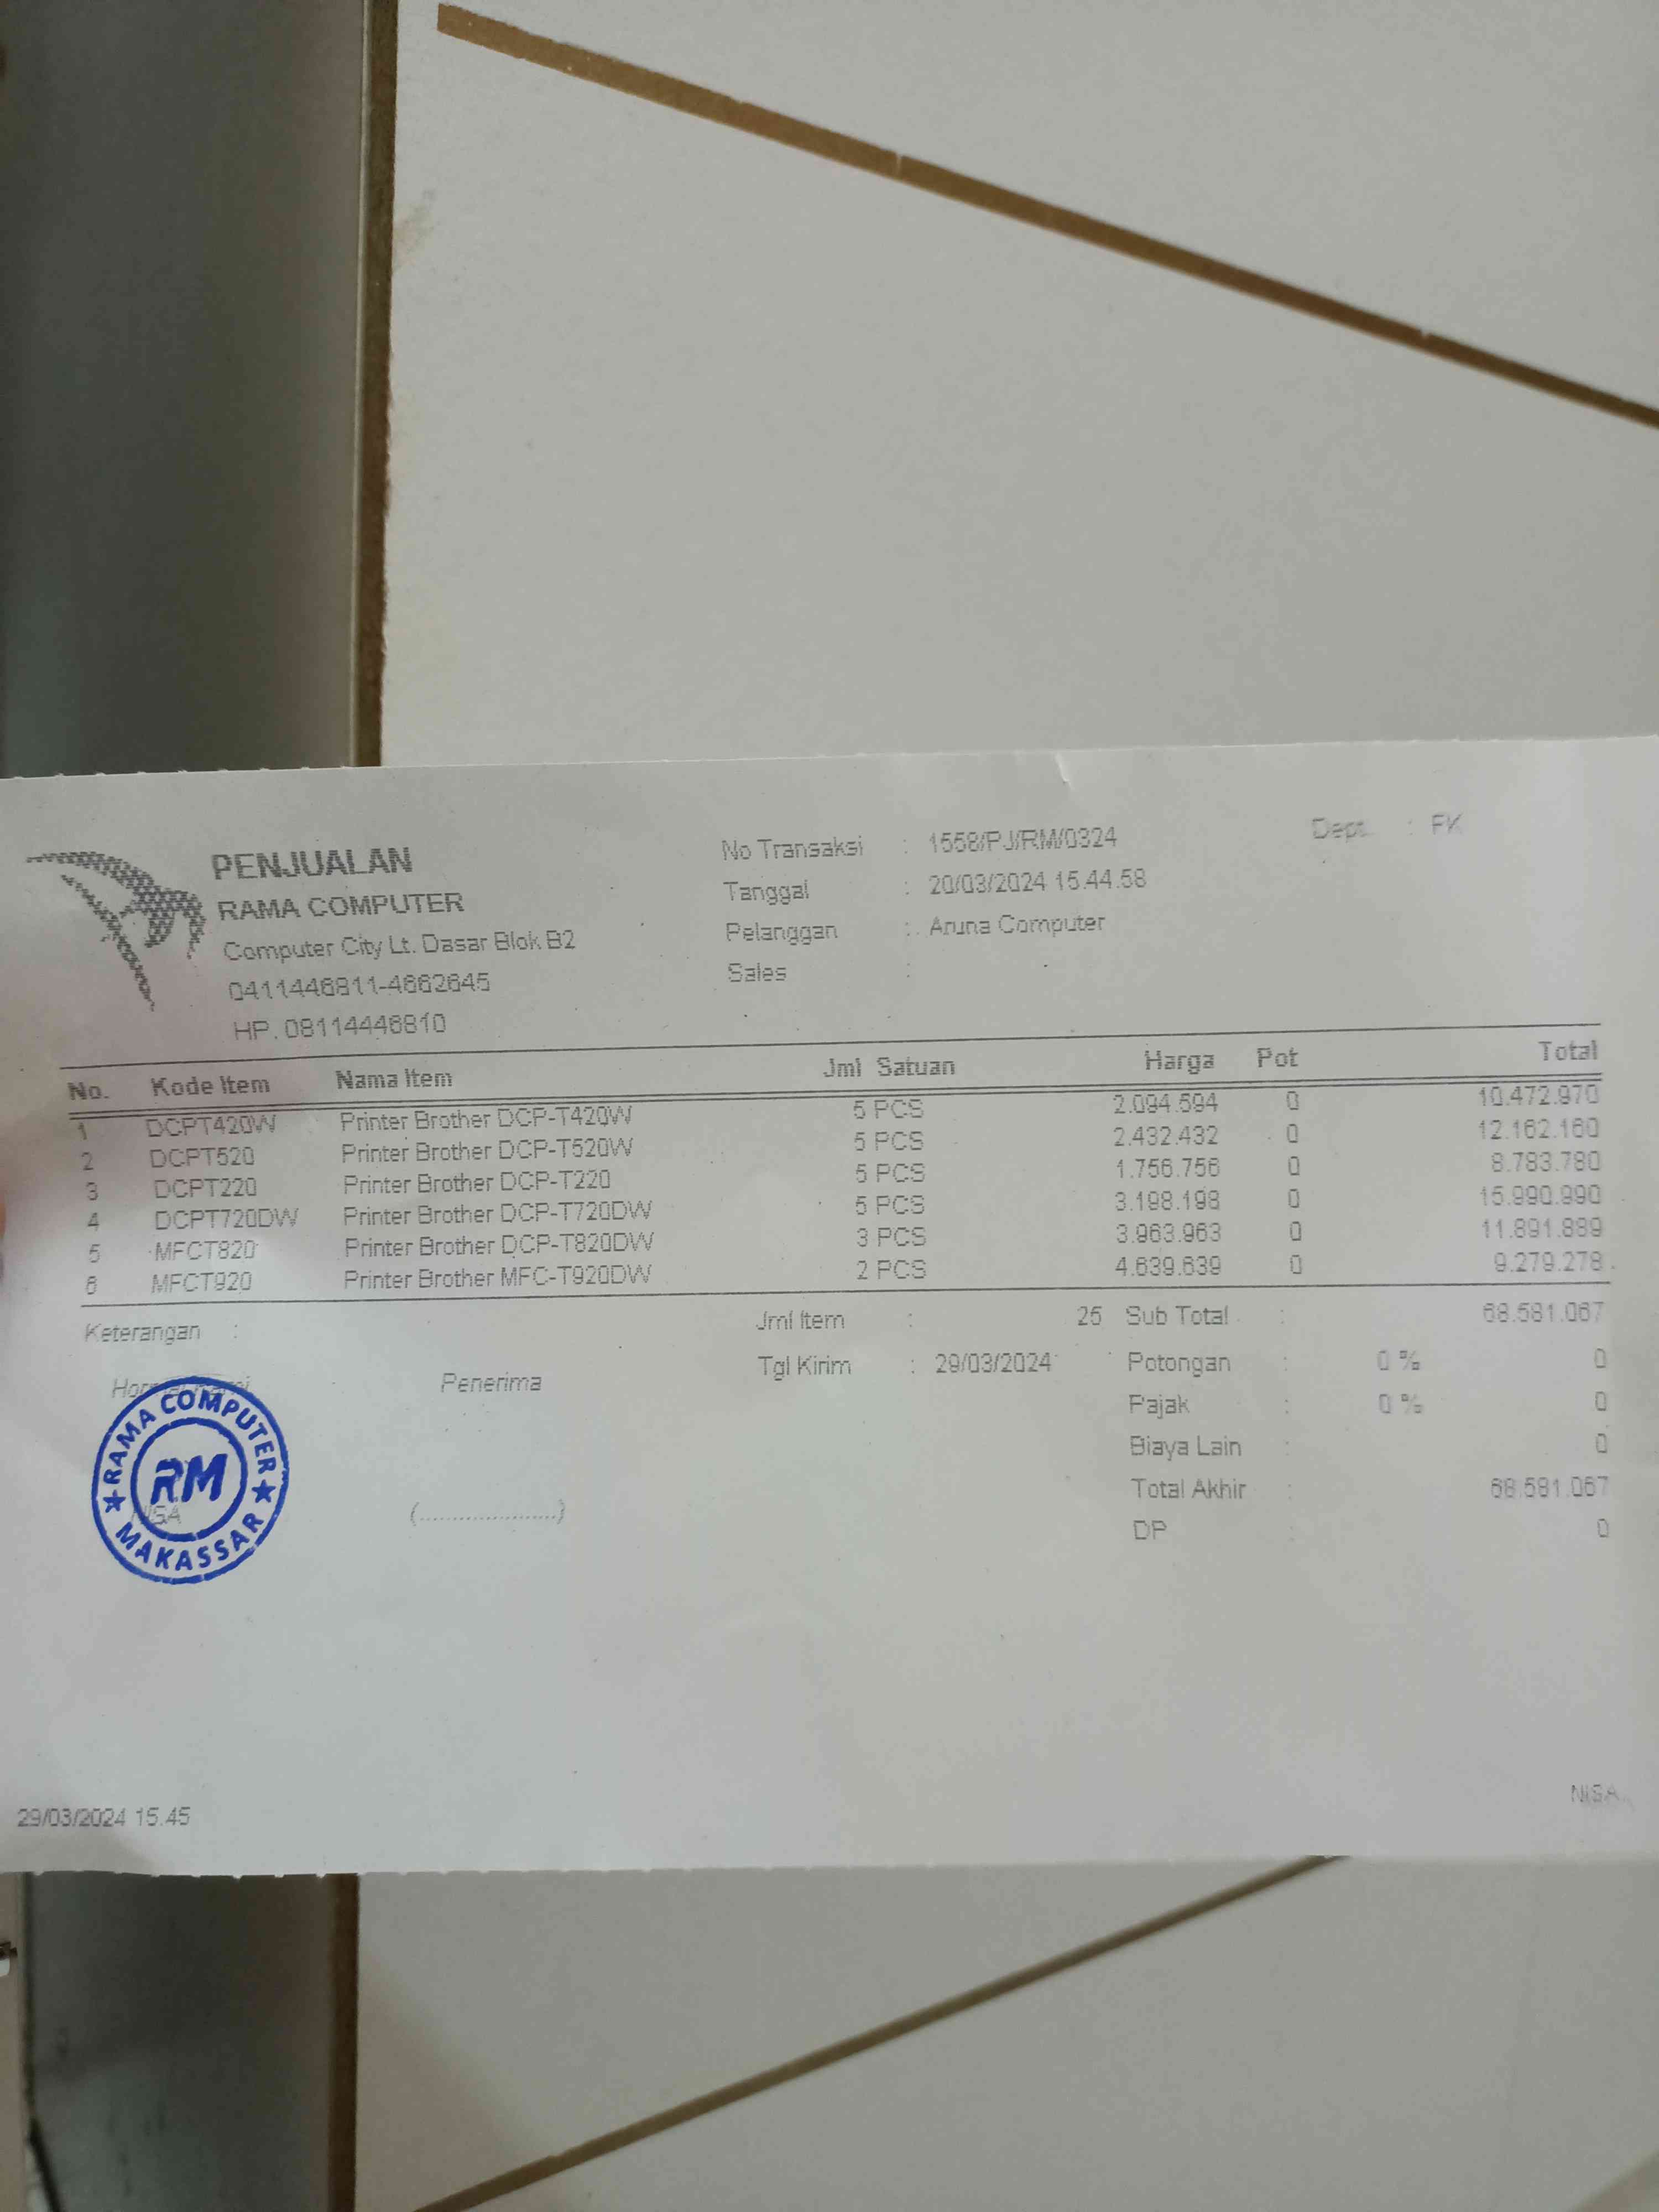 PENJUALAN
RAMA COMPUTER
Computer City Lt. Dasar Blok B2
0411446811-4662645
HP. 08114446810
No Transaksi : 1558/PJ/RM/0324
Tanggal : 20/03/2024 15.44.58
Pelanggan : Aruna Computer
Sales :
Dept. : FK
No. Kode Item Nama Item Jml Satuan Harga Pot Total
1 DCPT420W Printer Brother DCP-T420W 5 PCS 2.094.594 0 10.472.970
2 DCPT520 Printer Brother DCP-T520W 5 PCS 2.432.432 0 12.162.160
3 DCPT220 Printer Brother DCP-T220 5 PCS 1.756.756 0 8.783.780
4 DCPT720DW Printer Brother DCP-T720DW 5 PCS 3.198.198 0 15.990.990
5 MFCT820 Printer Brother DCP-T820DW 3 PCS 3.963.963 0 11.891.889
6 MFCT920 Printer Brother MFC-T920DW 2 PCS 4.639.639 0 9.279.278
Keterangan : Jml Item : 25 Sub Total : 68.581.067
Tgl Kirim : 29/03/2024 Potongan : 0 % 0
Pajak : 0 % 0
Biaya Lain : 0
Total Akhir : 68.581.067
DP : 0
Penerima
RAMA COMPUTER
RM
MAKASSAR
NISA
(......................)
29/03/2024 15.45
NISA